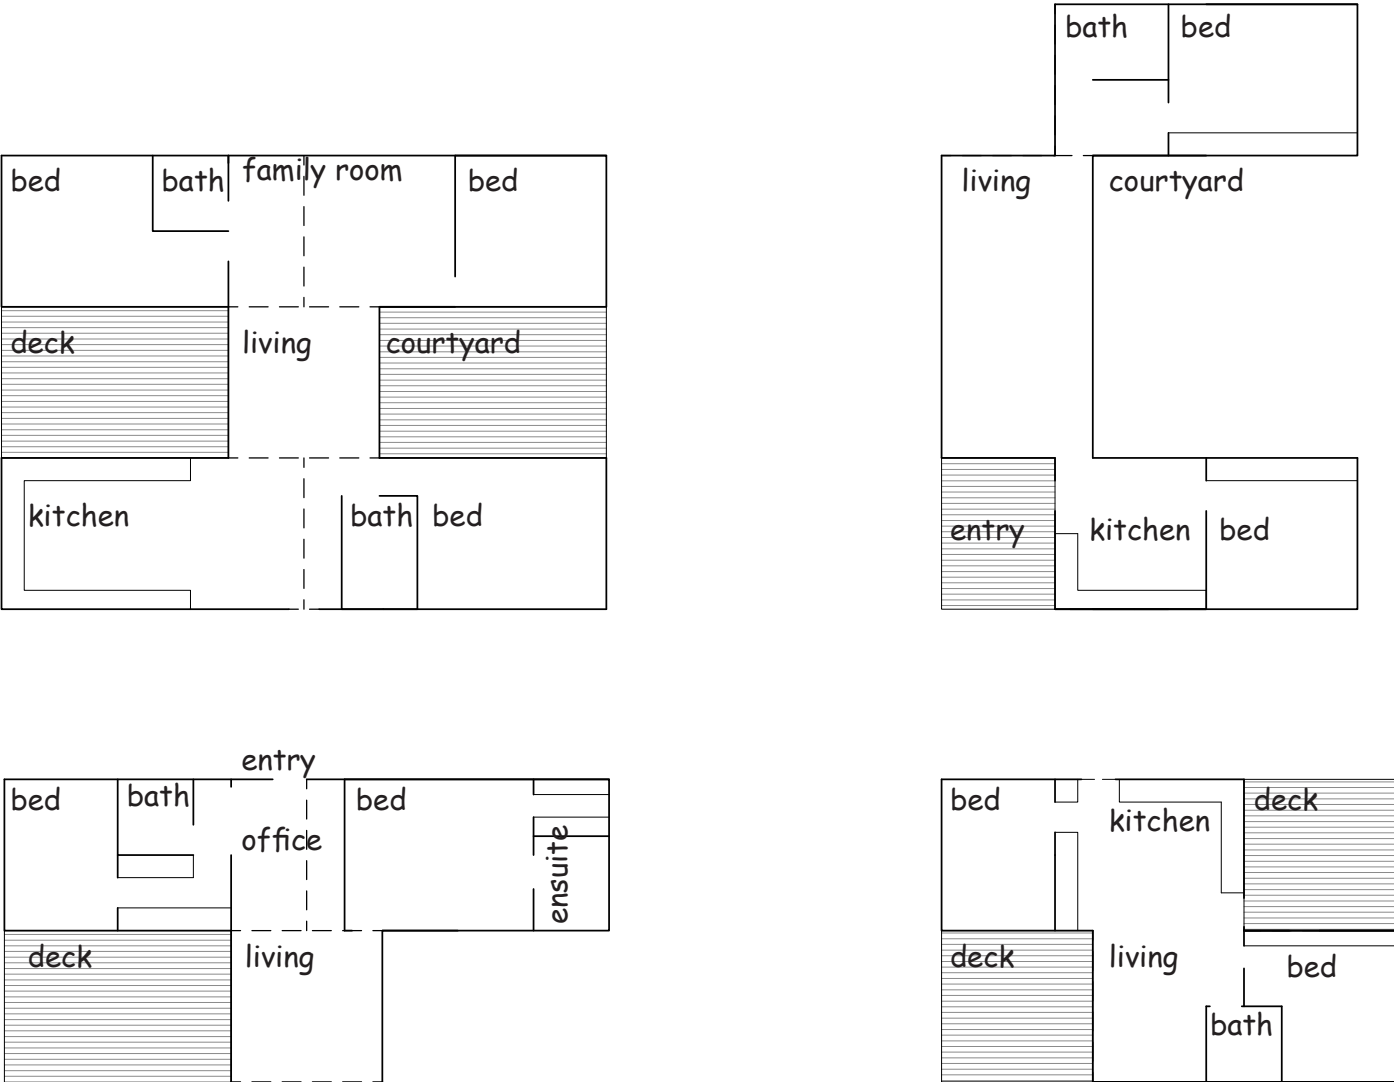 bath bed
bed bath family room bed
living courtyard
deck living courtyard
kitchen bath bed
entry kitchen bed
entry
bed bath bed
office
ensuite
bed deck
kitchen
deck living
deck living bed
bath